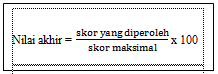 Nilai akhir = skor yang diperoleh / skor maksimal x 100